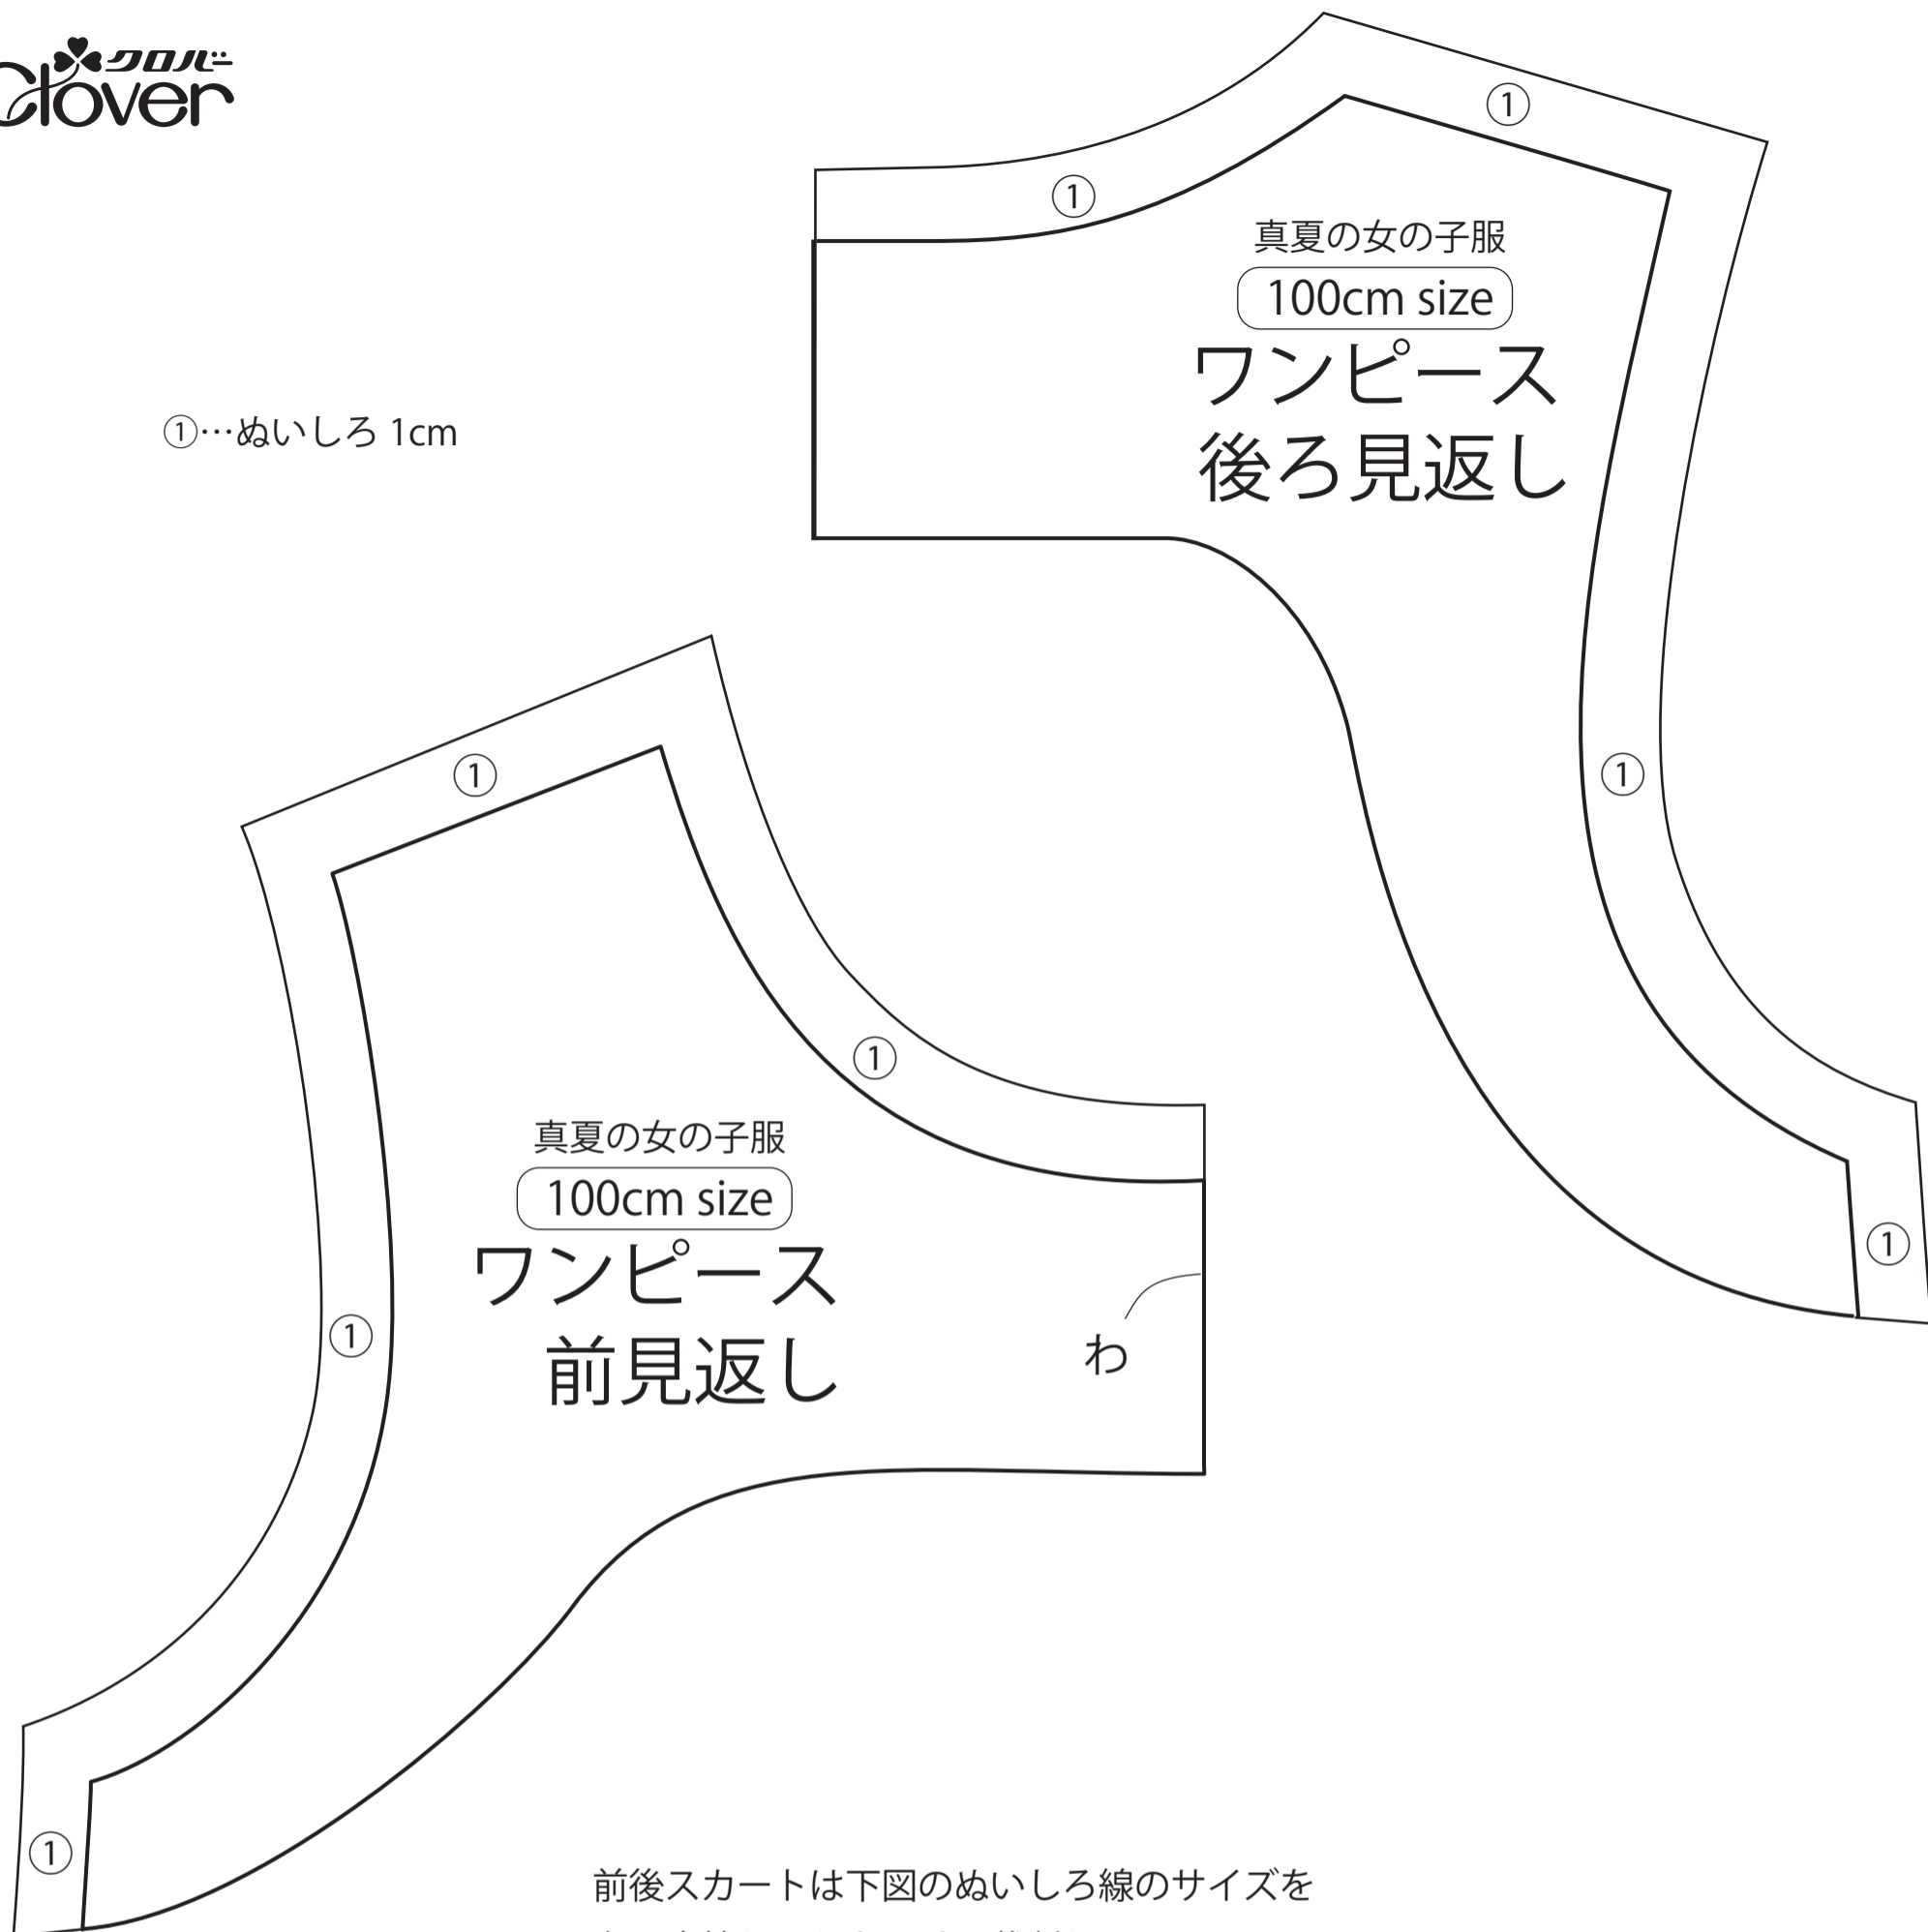 クロバー
Clover
①
①
真夏の女の子服
100cm size
ワンピース
後ろ見返し
①…ぬいしろ 1cm
①
①
①
①
真夏の女の子服
100cm size
ワンピース
前見返し
わ
①
①
前後スカートは下図のぬいしろ線のサイズを